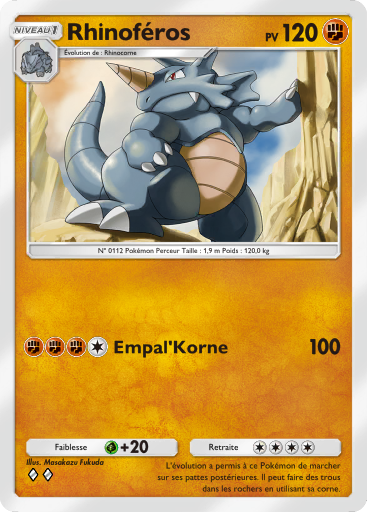 NIVEAU 1
Rhinoféros
PV 120
Évolution de : Rhinocorne
N° 0112 Pokémon Perceur Taille : 1,9 m Poids : 120,0 kg
Empal'Korne 100
Faiblesse +20 Retraite
Illus. Masakazu Fukuda
L'évolution a permis à ce Pokémon de marcher
sur ses pattes postérieures. Il peut faire des trous
dans les rochers en utilisant sa corne.